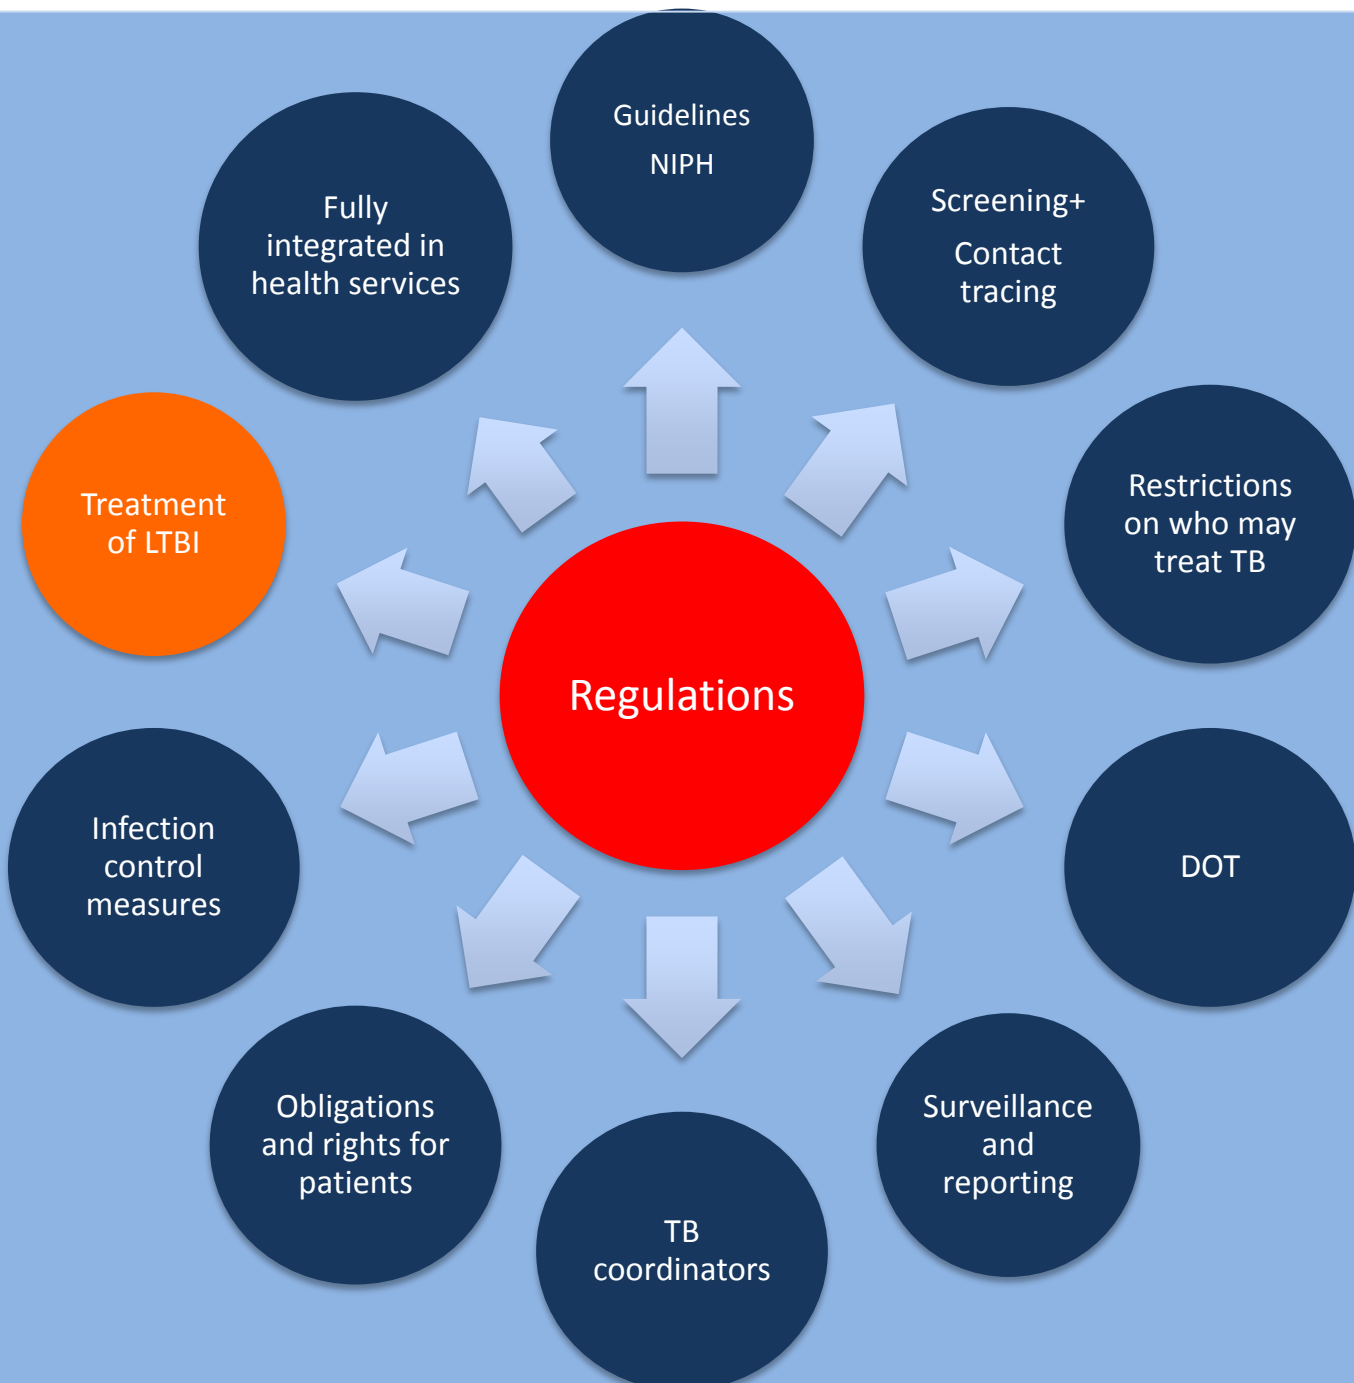 Guidelines
NIPH
Screening+
Contact
tracing
Restrictions
on who may
treat TB
DOT
Surveillance
and
reporting
TB
coordinators
Obligations
and rights for
patients
Infection
control
measures
Treatment
of LTBI
Fully
integrated in
health services
Regulations